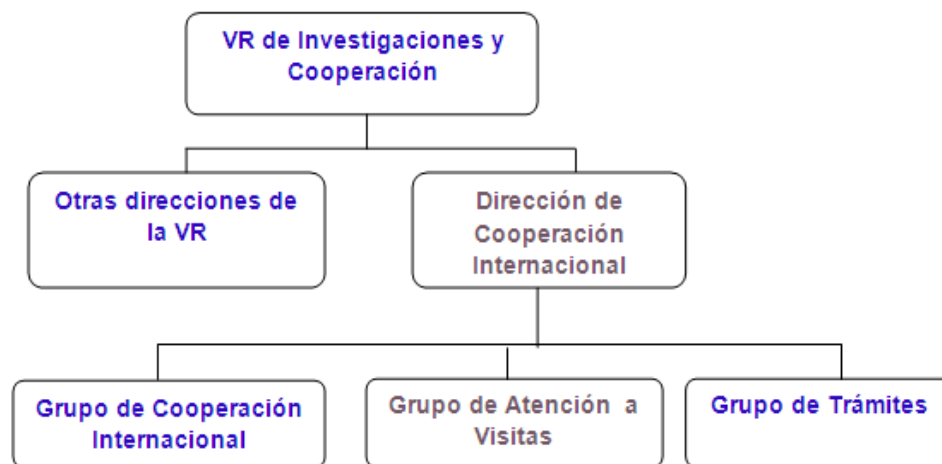 VR de Investigaciones y
Cooperación
Otras direcciones de
la VR
Dirección de
Cooperación
Internacional
Grupo de Cooperación
Internacional
Grupo de Atención a
Visitas
Grupo de Trámites